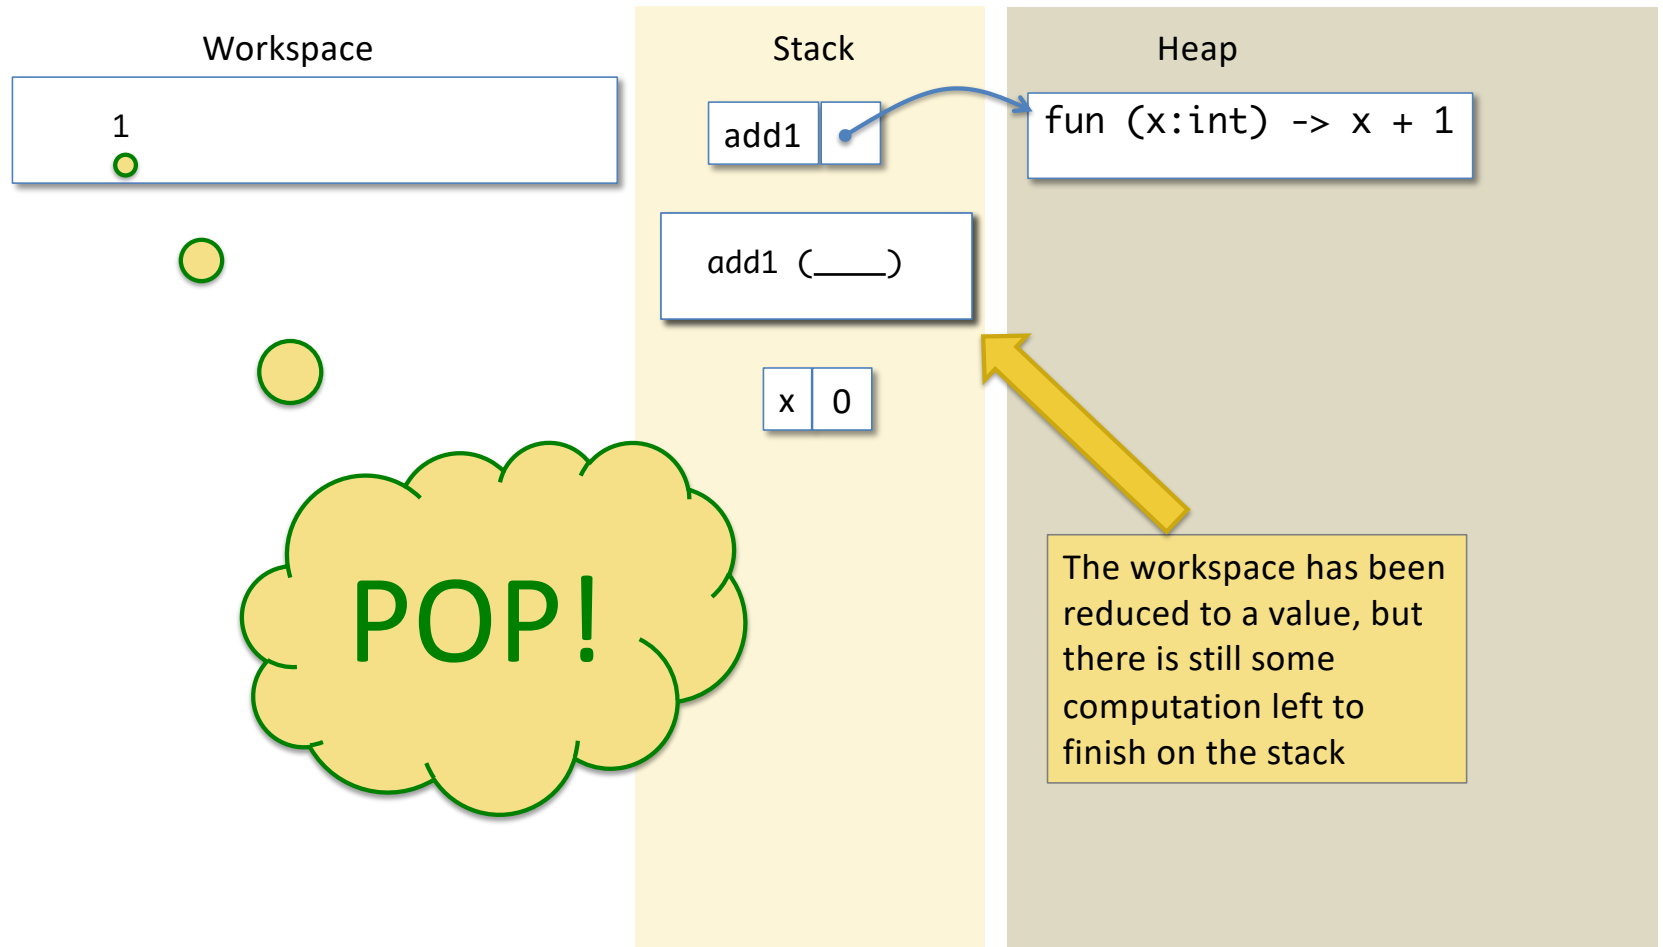 Workspace
Stack
Heap
1
add1
fun (x:int) -> x + 1
add1 (____)
x 0
POP!
The workspace has been
reduced to a value, but
there is still some
computation left to
finish on the stack